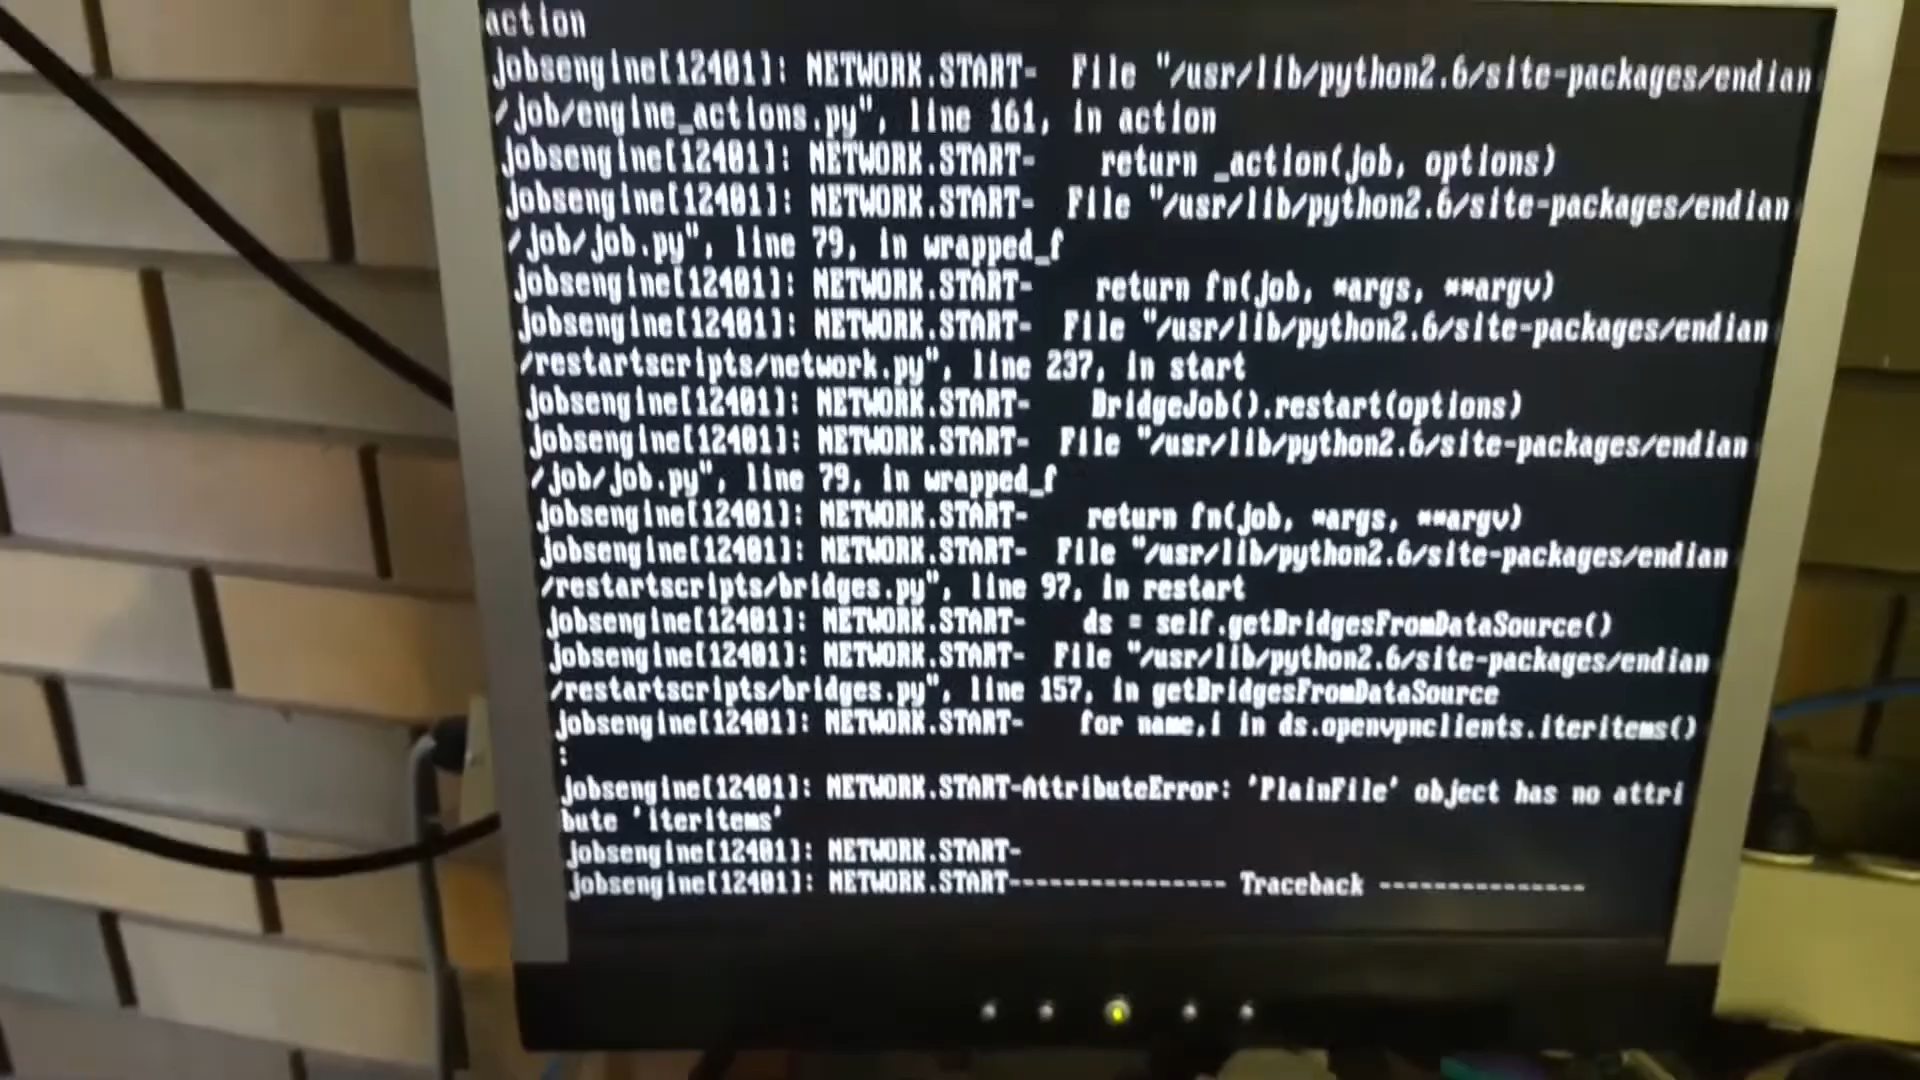 action
jobsengine[12401]: NETWORK.START-  File "/usr/lib/python2.6/site-packages/endian
/job/engine_actions.py", line 161, in action
jobsengine[12401]: NETWORK.START-    return _action(job, options)
jobsengine[12401]: NETWORK.START-  File "/usr/lib/python2.6/site-packages/endian
/job/job.py", line 79, in wrapped_f
jobsengine[12401]: NETWORK.START-    return fn(job, *args, **argv)
jobsengine[12401]: NETWORK.START-  File "/usr/lib/python2.6/site-packages/endian
/restartscripts/network.py", line 237, in start
jobsengine[12401]: NETWORK.START-    BridgeJob().restart(options)
jobsengine[12401]: NETWORK.START-  File "/usr/lib/python2.6/site-packages/endian
/job/job.py", line 79, in wrapped_f
jobsengine[12401]: NETWORK.START-    return fn(job, *args, **argv)
jobsengine[12401]: NETWORK.START-  File "/usr/lib/python2.6/site-packages/endian
/restartscripts/bridges.py", line 97, in restart
jobsengine[12401]: NETWORK.START-    ds = self.getBridgesFromDataSource()
jobsengine[12401]: NETWORK.START-  File "/usr/lib/python2.6/site-packages/endian
/restartscripts/bridges.py", line 157, in getBridgesFromDataSource
jobsengine[12401]: NETWORK.START-    for name,i in ds.openvpnclients.iteritems()
:
jobsengine[12401]: NETWORK.START-AttributeError: 'PlainFile' object has no attri
bute 'iteritems'
jobsengine[12401]: NETWORK.START-
jobsengine[12401]: NETWORK.START--------------- Traceback ---------------